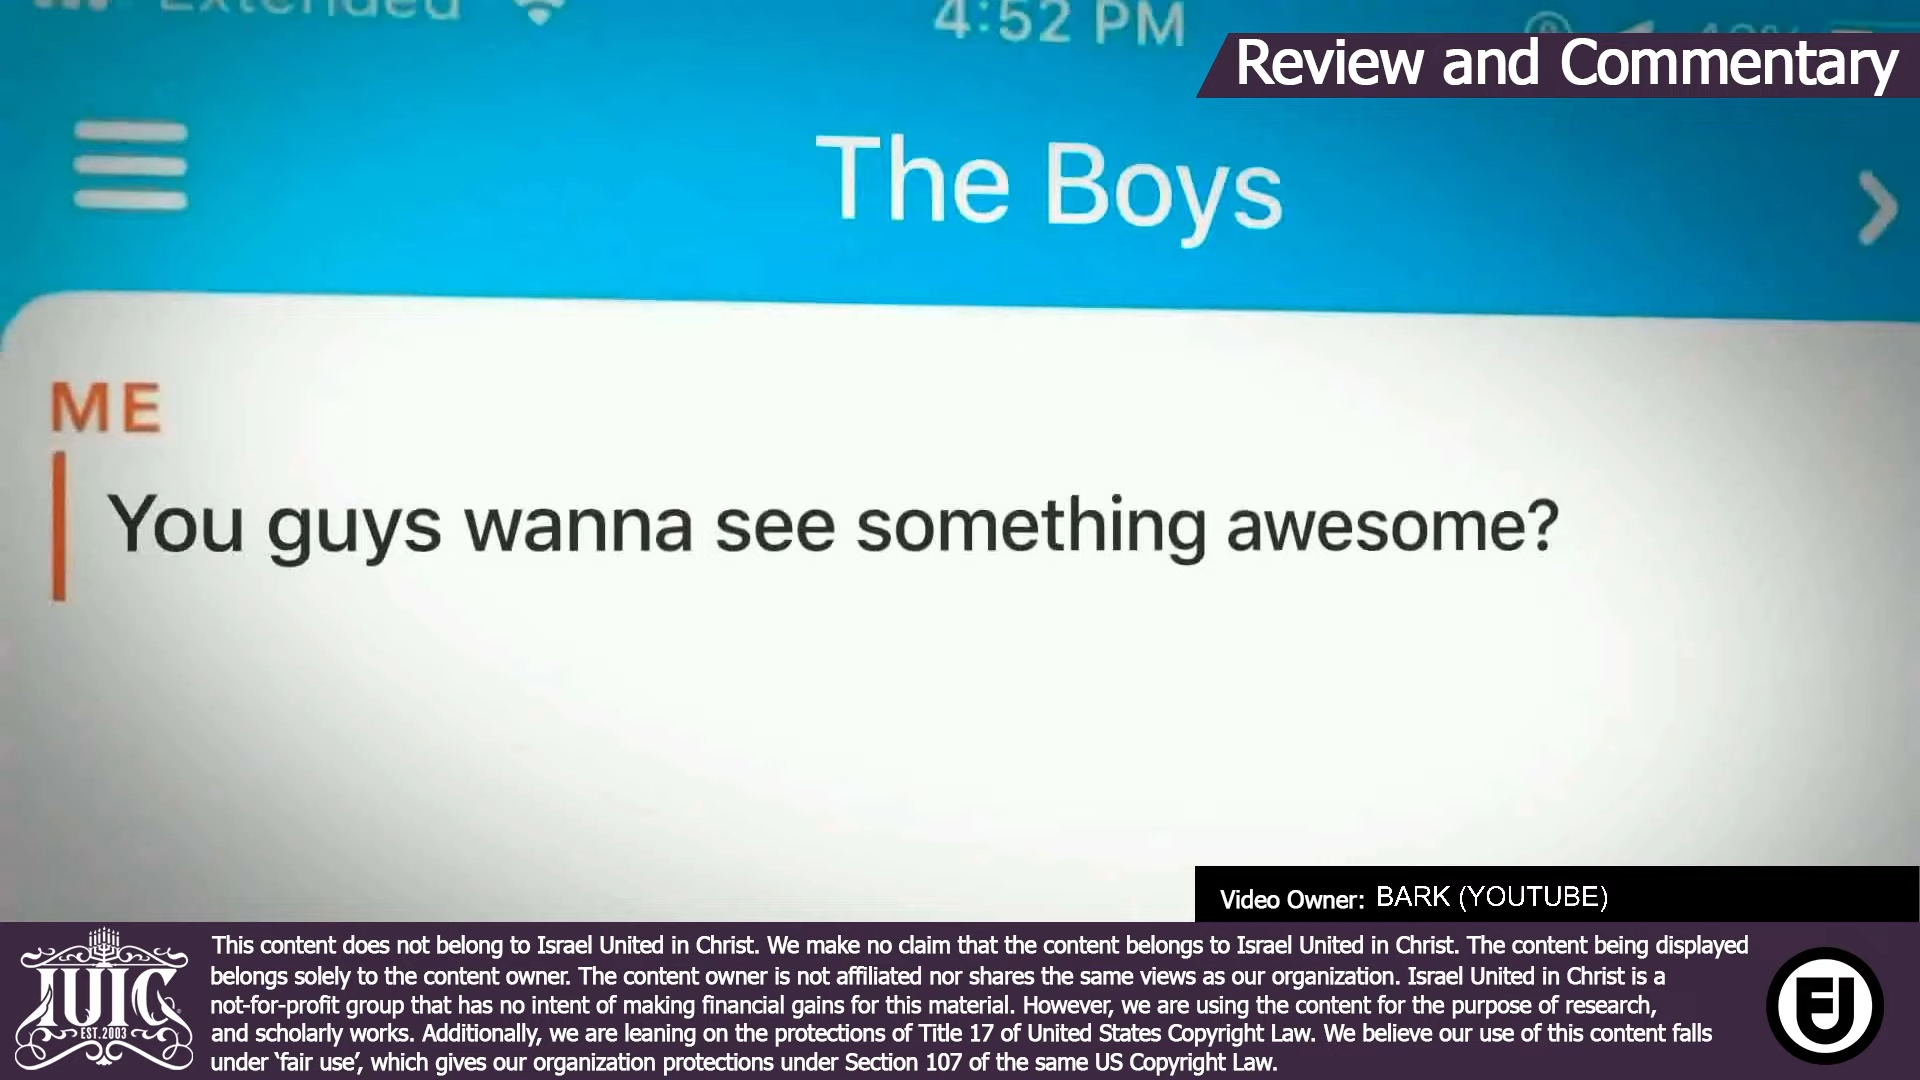 Extended
4:52 PM
Review and Commentary
The Boys
ME
You guys wanna see something awesome?
Video Owner: BARK (YOUTUBE)
This content does not belong to Israel United in Christ. We make no claim that the content belongs to Israel United in Christ. The content being displayed
belongs solely to the content owner. The content owner is not affiliated nor shares the same views as our organization. Israel United in Christ is a
not-for-profit group that has no intent of making financial gains for this material. However, we are using the content for the purpose of research,
and scholarly works. Additionally, we are leaning on the protections of Title 17 of United States Copyright Law. We believe our use of this content falls
under ‘fair use’, which gives our organization protections under Section 107 of the same US Copyright Law.
IUIC
EST. 2003